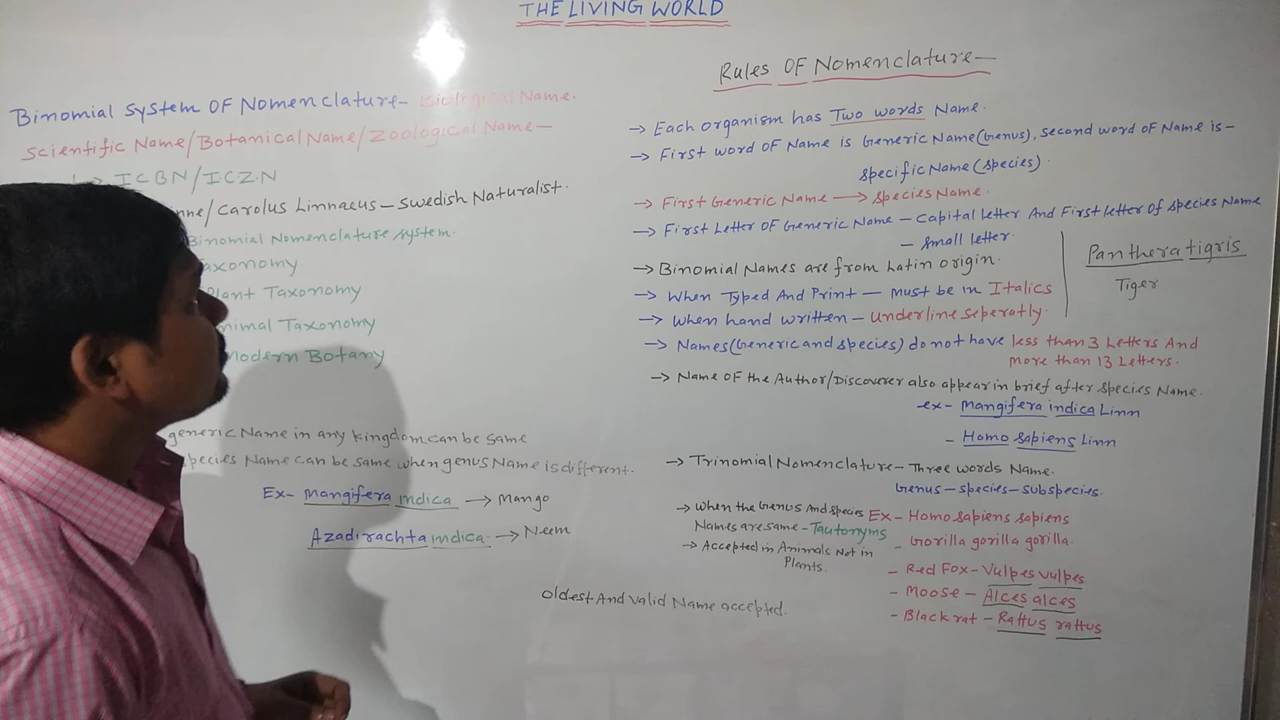 THE LIVING WORLD
Binomial System OF Nomenclature- Biological Name.
Scientific Name/Botanical Name/Zoological Name-
ICBN/ICZN
inne/Carolus Linnaeus - Swedish Naturalist.
Binomial Nomenclature system.
Taxonomy
Plant Taxonomy
nimal Taxonomy
Modern Botany
generic Name in any kingdom can be same
species Name can be same when genus Name is different.
Ex- Mangifera indica → Mango
Azadirachta indica → Neem
Oldest And valid Name accepted.
Rules OF Nomenclature-
→ Each organism has Two words Name.
→ First word OF Name is Generic Name(Genus), second word OF Name is-
specific Name (species).
→ First Generic Name → species Name.
→ First Letter OF Generic Name - Capital letter And First letter Of species Name
- small letter.
→ Binomial Names are from Latin origin.
→ When Typed And Print - must be in Italics
→ when hand written - underline seperatly.
Panthera tigris
Tiger
→ Names(Generic and species) do not have less than 3 Letters And
more than 13 Letters.
→ Name OF the Author/Discoverer also appear in brief after species Name.
ex- Mangifera indica Linn
- Homo sapiens Linn
→ Trinomial Nomenclature - Three words Name.
Genus - species - subspecies.
Ex- Homo sapiens sapiens
- Gorilla gorilla gorilla.
→ when the Genus And species
Names are same - Tautonyms
→ Accepted in Animals Not in
Plants.
- Red Fox - Vulpes vulpes
- Moose - Alces alces
- Black rat - Rattus rattus